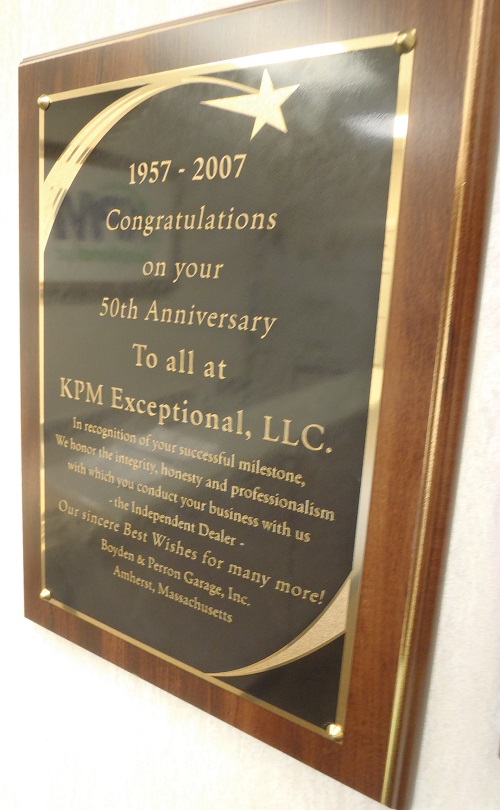 1957 - 2007
Congratulations
on your
50th Anniversary
To all at
KPM Exceptional, LLC.
In recognition of your successful milestone,
We honor the integrity, honesty and professionalism
with which you conduct your business with us
- the Independent Dealer -
Our sincere Best Wishes for many more!
Boyden & Perron Garage, Inc.
Amherst, Massachusetts